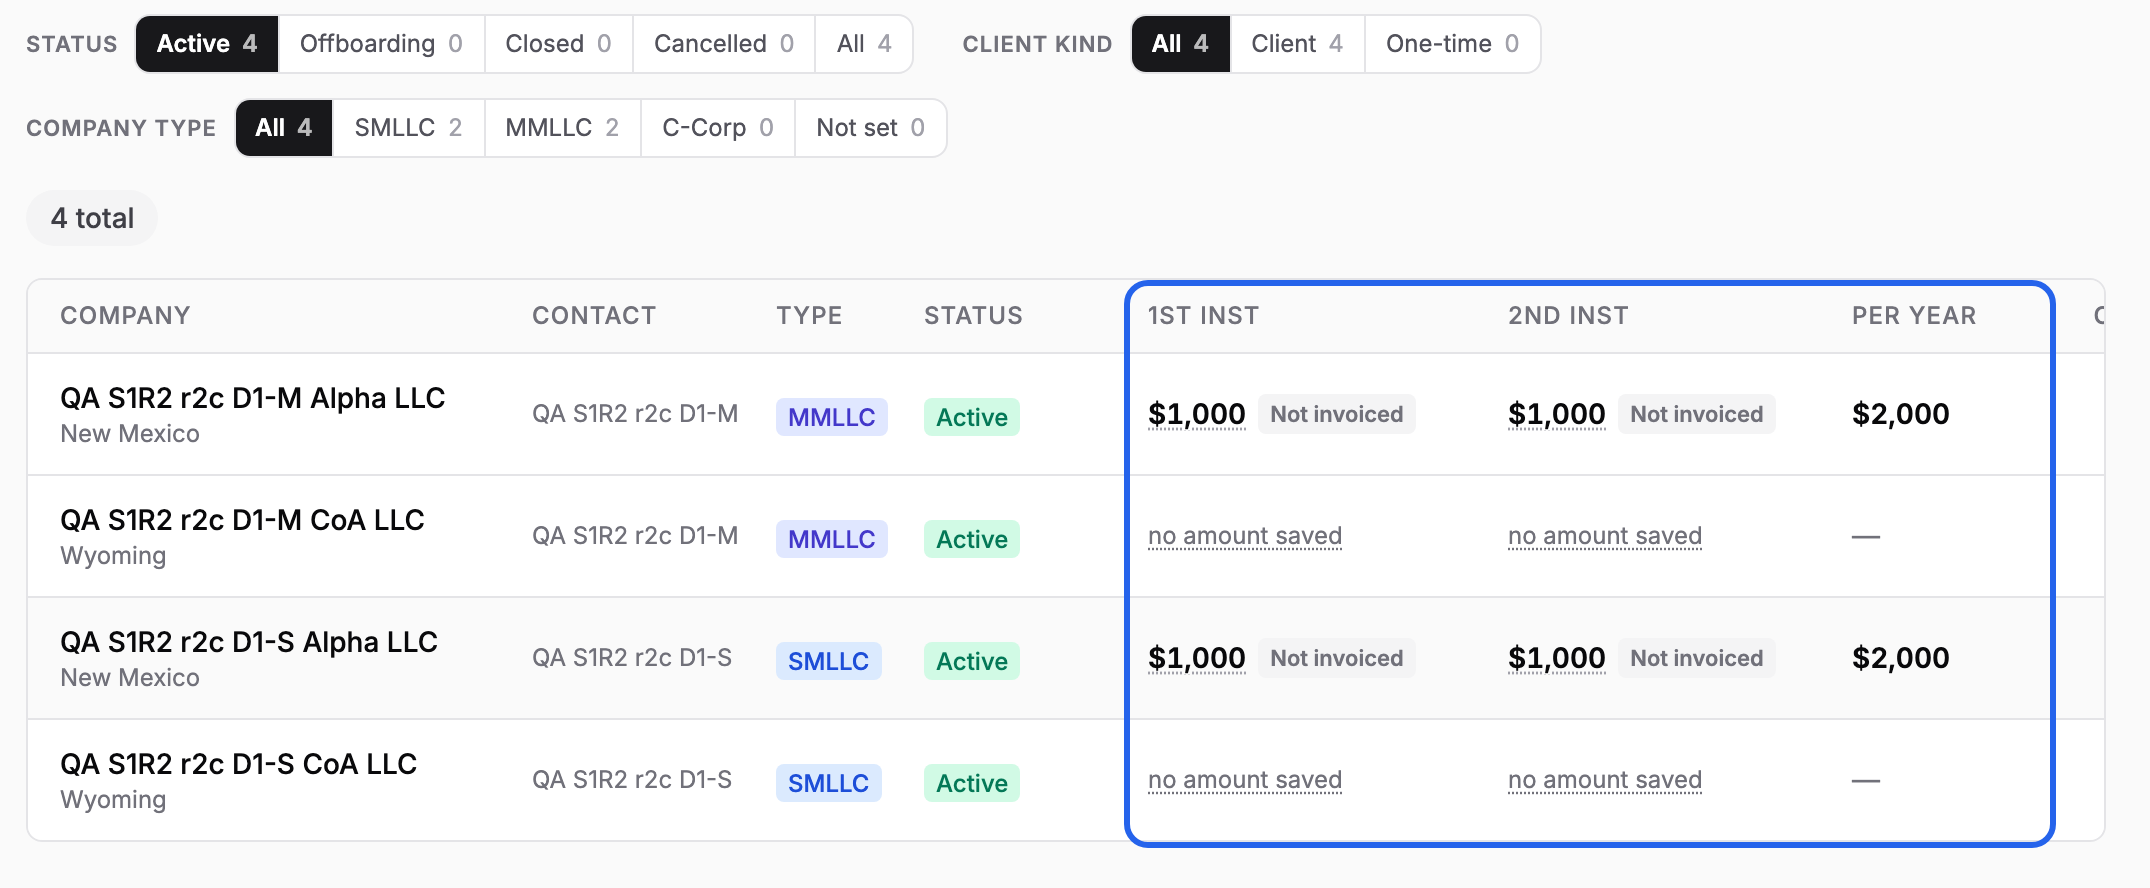 STATUS Active 4 Offboarding 0 Closed 0 Cancelled 0 All 4 CLIENT KIND All 4 Client 4 One-time 0
COMPANY TYPE All 4 SMLLC 2 MMLLC 2 C-Corp 0 Not set 0
4 total
COMPANY CONTACT TYPE STATUS 1ST INST 2ND INST PER YEAR
QA S1R2 r2c D1-M Alpha LLC
New Mexico
QA S1R2 r2c D1-M MMLLC Active $1,000 Not invoiced $1,000 Not invoiced $2,000
QA S1R2 r2c D1-M CoA LLC
Wyoming
QA S1R2 r2c D1-M MMLLC Active no amount saved no amount saved —
QA S1R2 r2c D1-S Alpha LLC
New Mexico
QA S1R2 r2c D1-S SMLLC Active $1,000 Not invoiced $1,000 Not invoiced $2,000
QA S1R2 r2c D1-S CoA LLC
Wyoming
QA S1R2 r2c D1-S SMLLC Active no amount saved no amount saved —